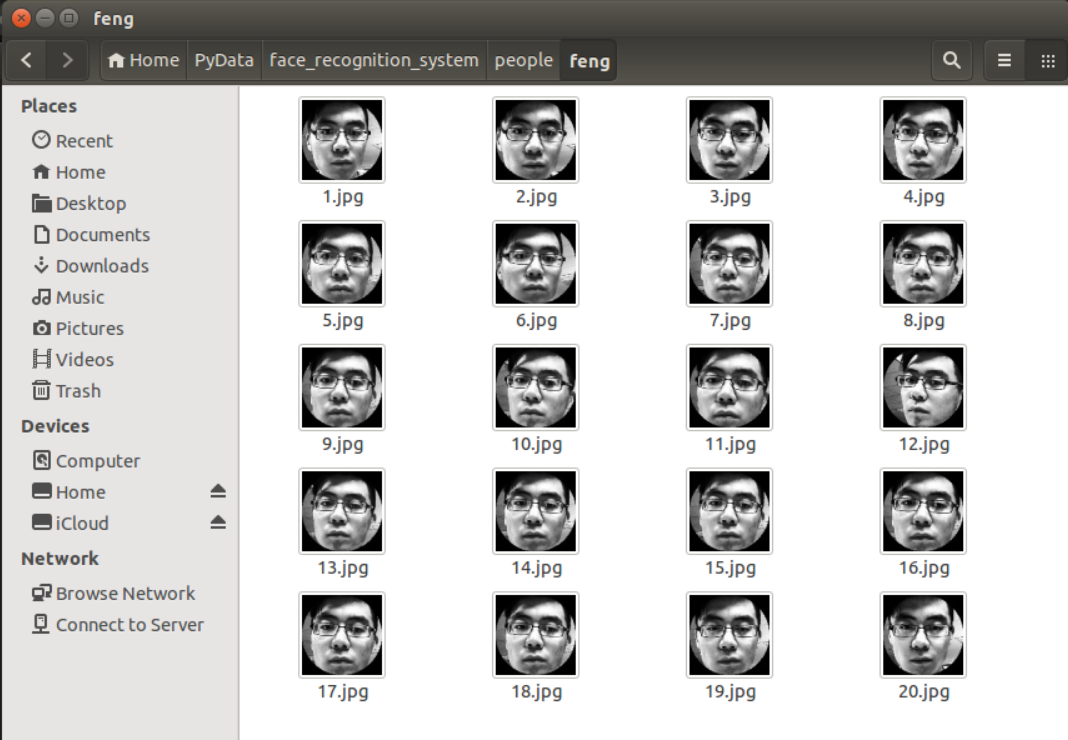 feng
Home PyData face_recognition_system people feng
Places
Recent
Home
Desktop
Documents
Downloads
Music
Pictures
Videos
Trash
Devices
Computer
Home
iCloud
Network
Browse Network
Connect to Server
1.jpg 2.jpg 3.jpg 4.jpg
5.jpg 6.jpg 7.jpg 8.jpg
9.jpg 10.jpg 11.jpg 12.jpg
13.jpg 14.jpg 15.jpg 16.jpg
17.jpg 18.jpg 19.jpg 20.jpg